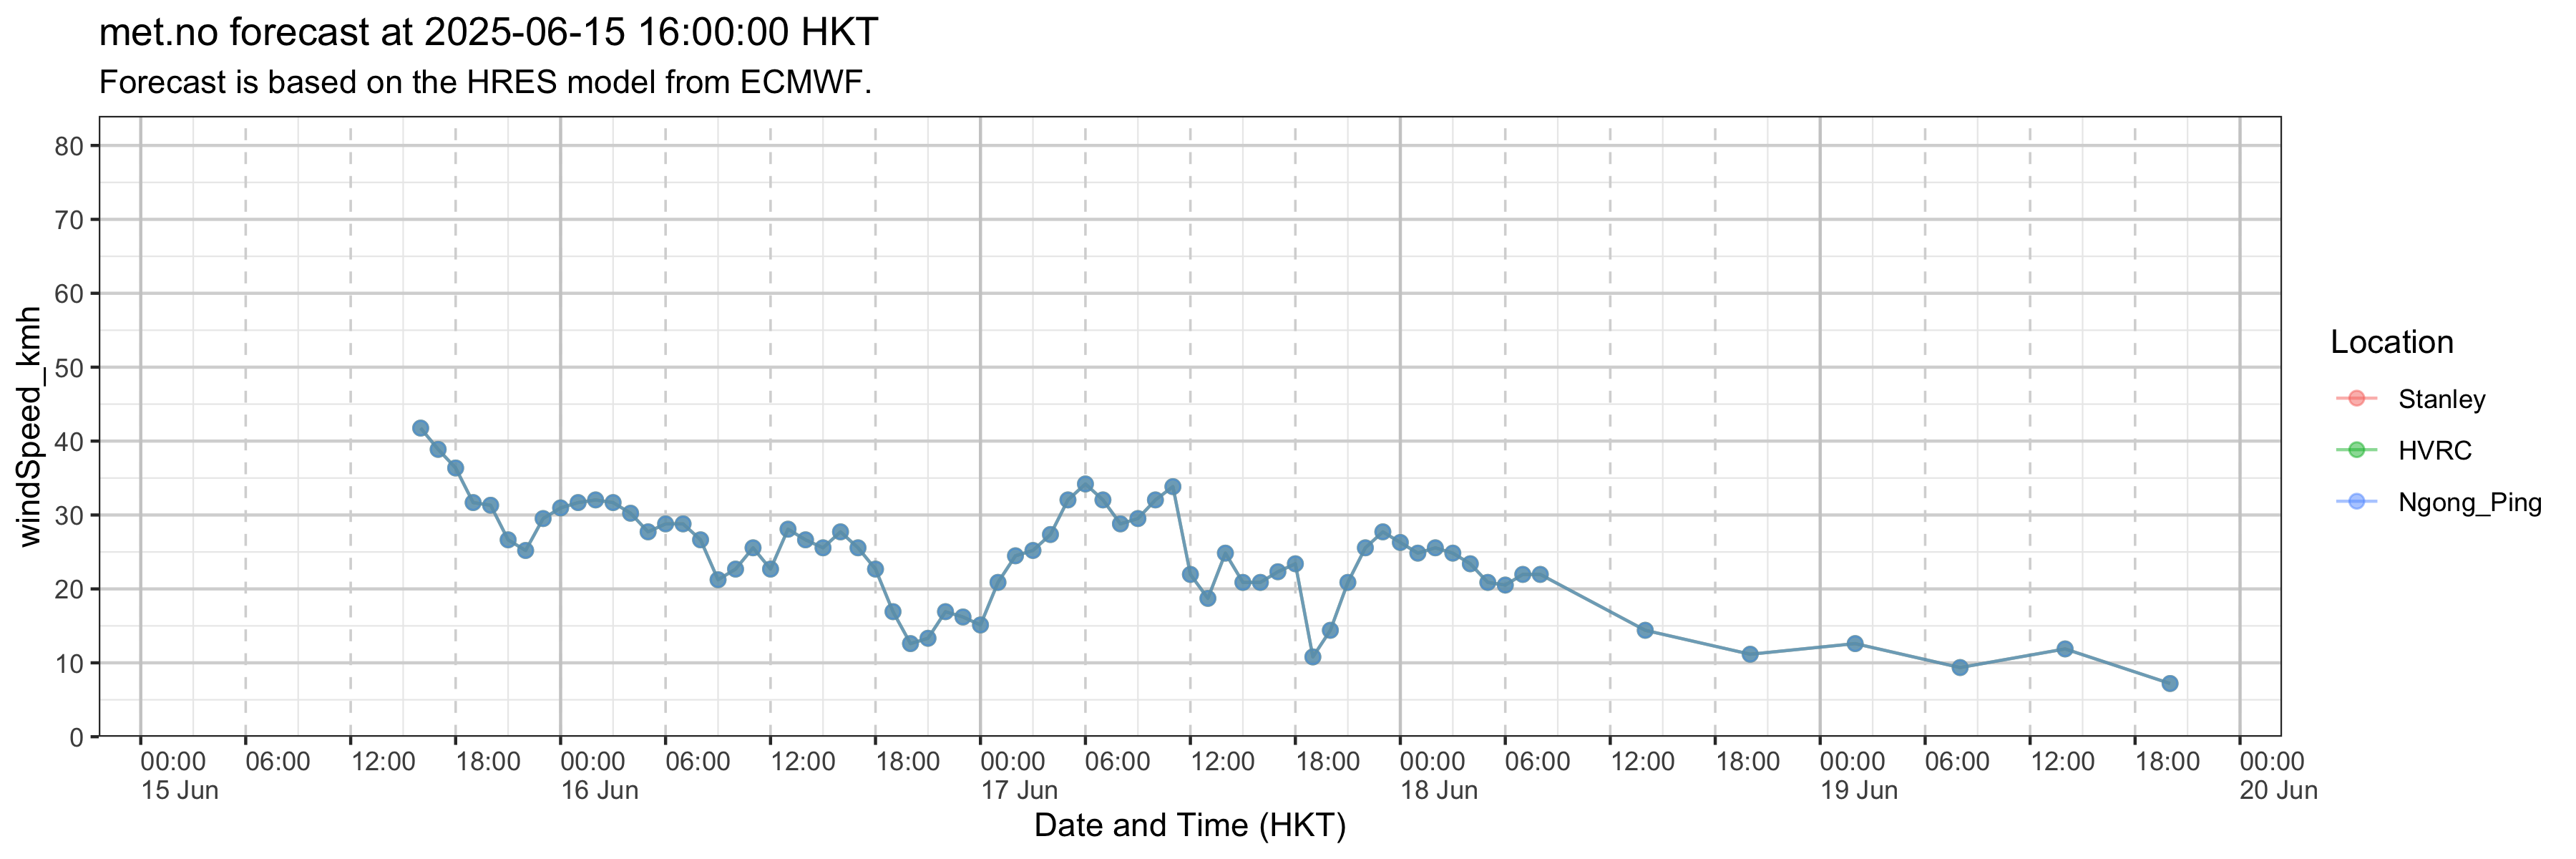 met.no forecast at 2025-06-15 16:00:00 HKT
Forecast is based on the HRES model from ECMWF.
windSpeed_kmh
80
70
60
50
40
30
20
10
0
00:00 06:00 12:00 18:00 00:00 06:00 12:00 18:00 00:00 06:00 12:00 18:00 00:00 06:00 12:00 18:00 00:00 06:00 12:00 18:00 00:00
15 Jun 16 Jun 17 Jun 18 Jun 19 Jun 20 Jun
Date and Time (HKT)
Location
Stanley
HVRC
Ngong_Ping